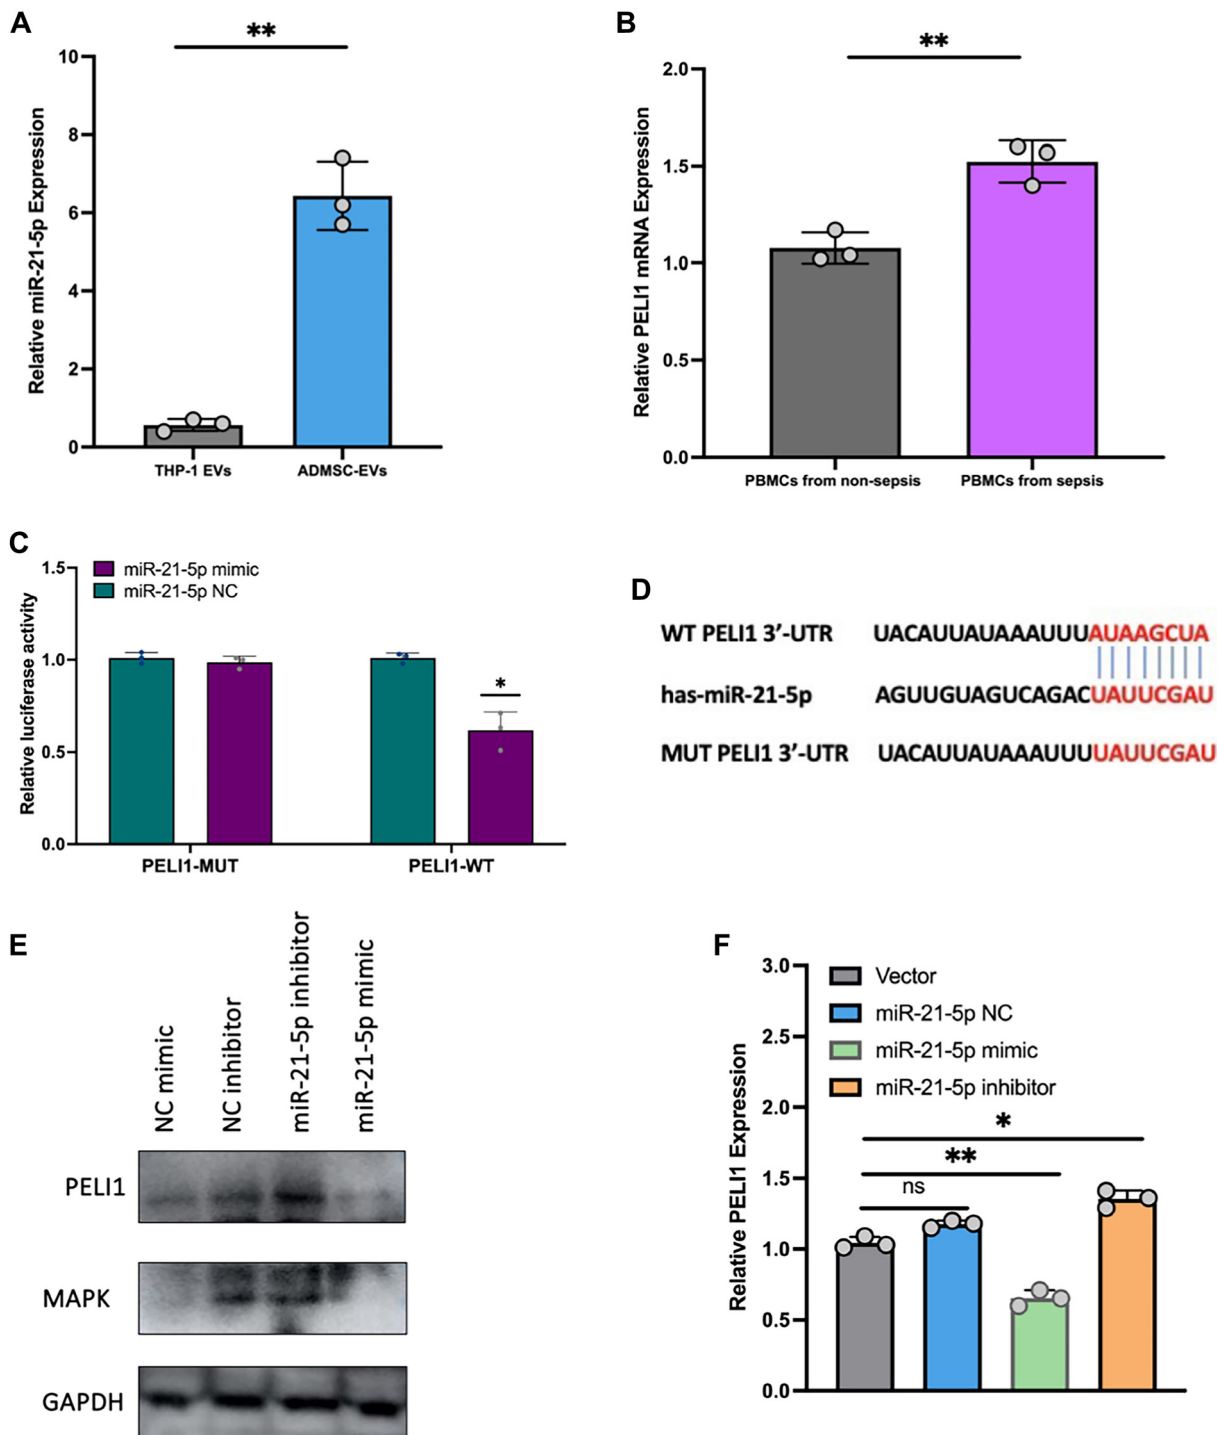 A
**
10
8
6
4
2
0
Relative miR-21-5p Expression
THP-1 EVs
ADMSC-EVs
B
**
2.0
1.5
1.0
0.5
0.0
Relative PELI1 mRNA Expression
PBMCs from non-sepsis
PBMCs from sepsis
C
miR-21-5p mimic
miR-21-5p NC
1.5
1.0
0.5
0.0
Relative luciferase activity
*
PELI1-MUT
PELI1-WT
D
WT PELI1 3′-UTR UACAUUAUAAAUUUAUAAGCUA
has-miR-21-5p AGUUGUAGUCAGACUAUUCGAU
MUT PELI1 3′-UTR UACAUUAUAAAUUUUAUUCGAU
E
NC mimic
NC inhibitor
miR-21-5p inhibitor
miR-21-5p mimic
PELI1
MAPK
GAPDH
F
Vector
miR-21-5p NC
miR-21-5p mimic
miR-21-5p inhibitor
3.0
2.5
2.0
1.5
1.0
0.5
0.0
Relative PELI1 Expression
*
**
ns